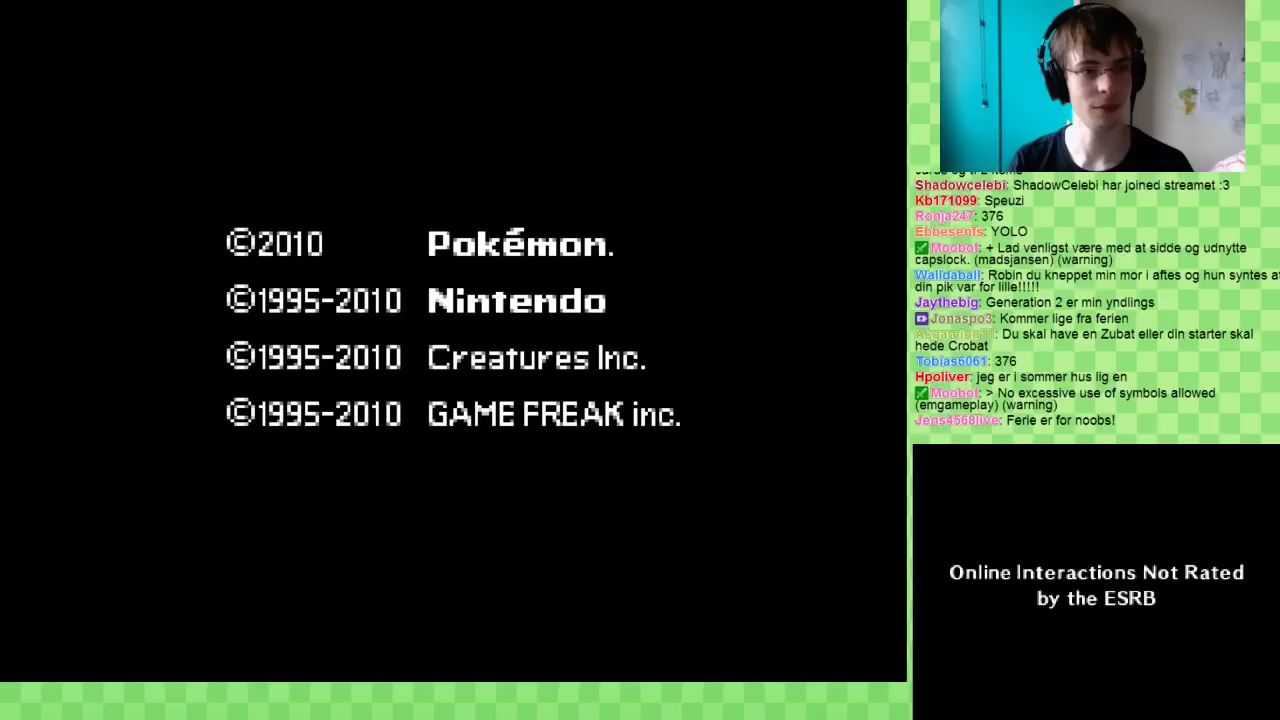 ©2010 Pokémon.
©1995-2010 Nintendo
©1995-2010 Creatures Inc.
©1995-2010 GAME FREAK inc.
Shadowcelebi: ShadowCelebi har joined streamet :3
Kb171099: Speuzi
Ronja247: 376
Ebbesenfs: YOLO
Moobot: + Lad venligst være med at sidde og udnytte
capslock. (madsjansen) (warning)
Walldaball: Robin du kneppet min mor i aftes og hun syntes at
din pik var for lille!!!!!
Jaythebig: Generation 2 er min yndlings
Jonaspo3: Kommer lige fra ferien
: Du skal have en Zubat eller din starter skal
hede Crobat
Tobias6061: 376
Hpoliver: jeg er i sommer hus lig en
Moobot: > No excessive use of symbols allowed
(emgameplay) (warning)
Jens4568live: Ferie er for noobs!
Online Interactions Not Rated
by the ESRB